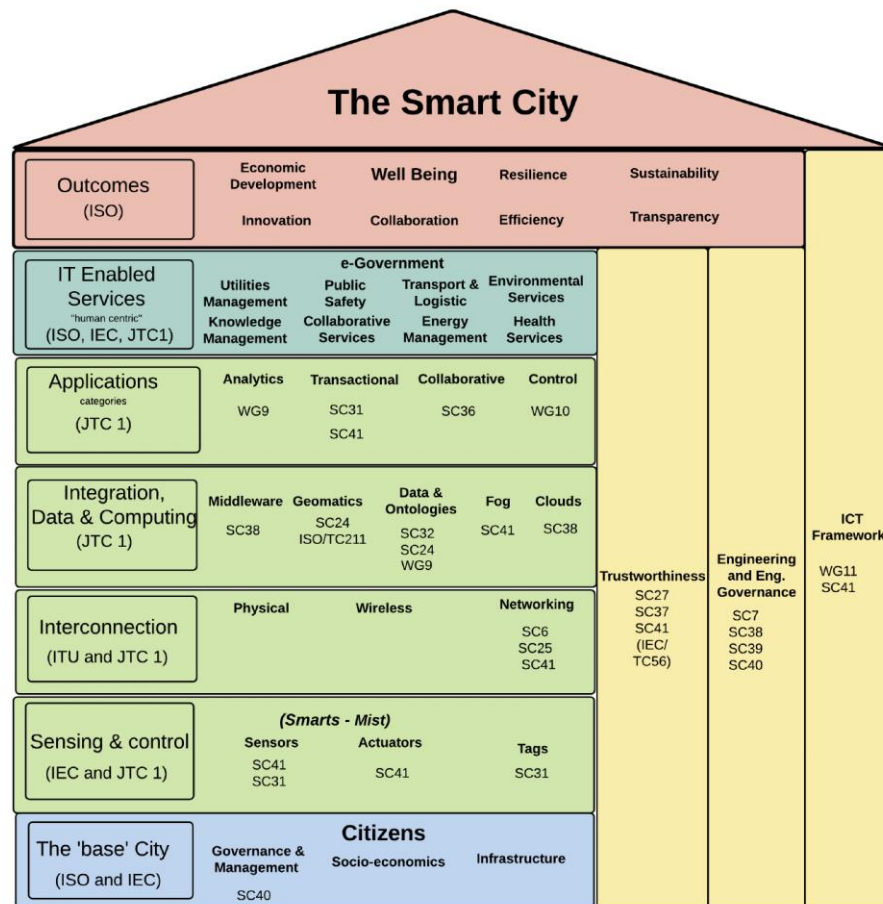 The Smart City
Outcomes
(ISO)
Economic
Development
Well Being
Resilience
Sustainability
Innovation
Collaboration
Efficiency
Transparency
IT Enabled
Services
"human centric"
(ISO, IEC, JTC1)
e-Government
Utilities
Management
Public
Safety
Transport &
Logistic
Environmental
Services
Knowledge
Management
Collaborative
Services
Energy
Management
Health
Services
Applications
categories
(JTC 1)
Analytics
WG9
Transactional
SC31
SC41
Collaborative
SC36
Control
WG10
Integration,
Data & Computing
(JTC 1)
Middleware
SC38
Geomatics
SC24
ISO/TC211
Data &
Ontologies
SC32
SC24
WG9
Fog
SC41
Clouds
SC38
Interconnection
(ITU and JTC 1)
Physical
Wireless
Networking
SC6
SC25
SC41
Sensing & control
(IEC and JTC 1)
(Smarts - Mist)
Sensors
SC41
SC31
Actuators
SC41
Tags
SC31
The 'base' City
(ISO and IEC)
Citizens
Governance &
Management
SC40
Socio-economics
Infrastructure
Trustworthiness
SC27
SC37
SC41
(IEC/
TC56)
Engineering
and Eng.
Governance
SC7
SC38
SC39
SC40
ICT
Framework
WG11
SC41